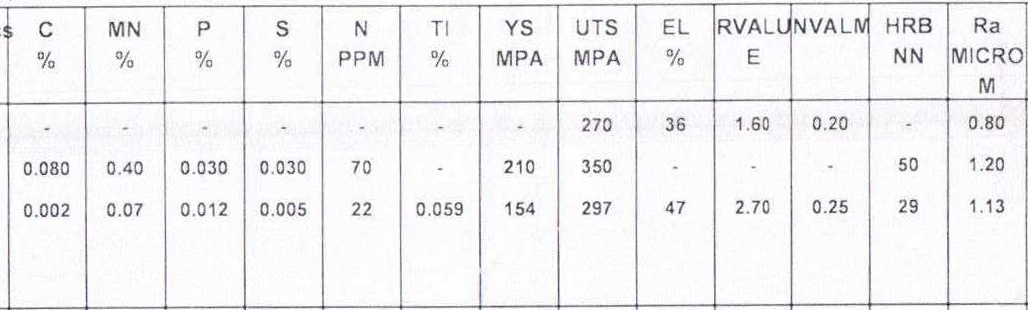 s C MN P S N TI YS UTS EL RVALU NVALM HRB Ra
% % % % PPM % MPA MPA % E NN MICRO
M
- - - - - - 270 36 1.60 0.20 0.80
0.080 0.40 0.030 0.030 70 - 210 350 - - - 50 1.20
0.002 0.07 0.012 0.005 22 0.059 154 297 47 2.70 0.25 29 1.13